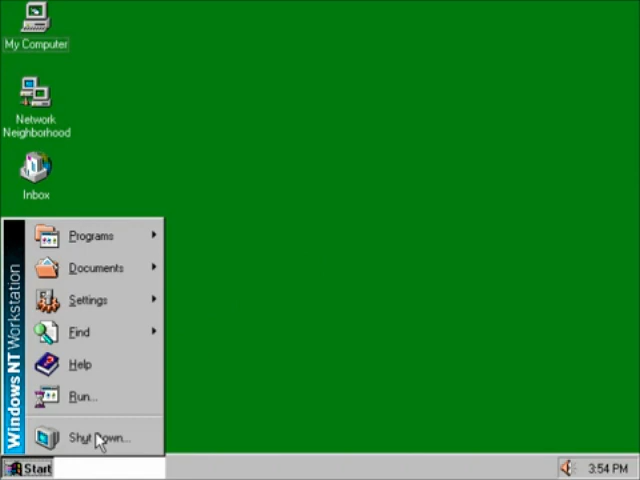 My Computer
Network
Neighborhood
Inbox
Programs
Documents
Settings
Find
Help
Run...
Shut Down...
Windows NT Workstation
Start
3:54 PM